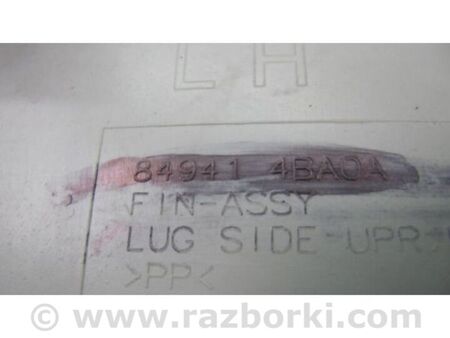 LH
84941 4BA0A
FIN-ASSY
LUG SIDE-UPR
>PP<
© www.razborki.com